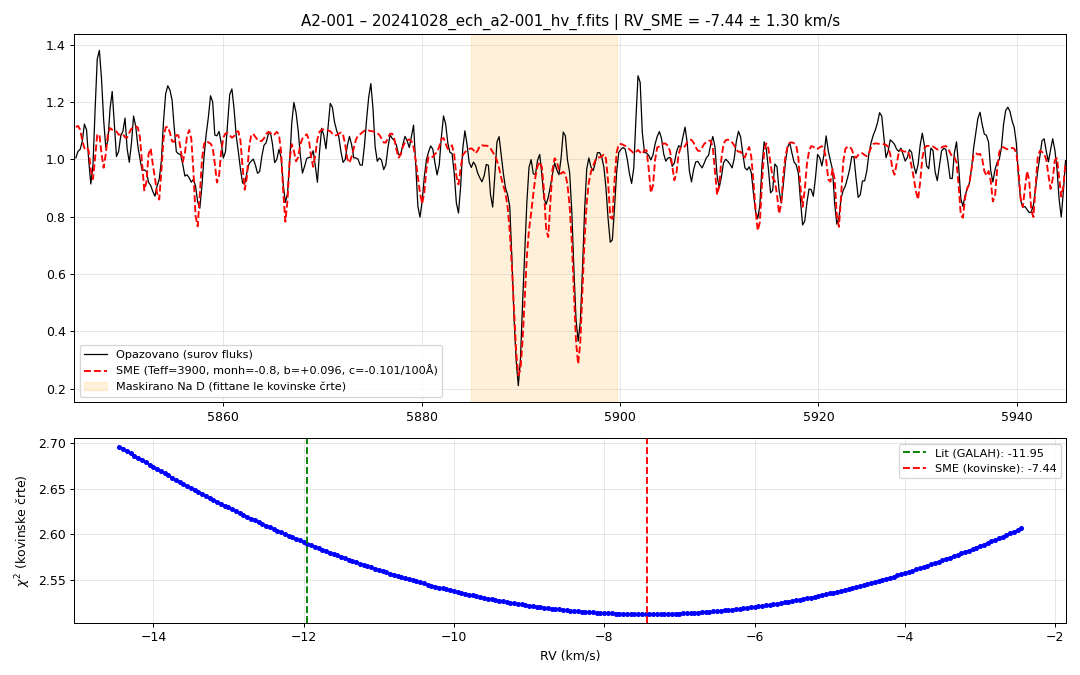 A2-001 – 20241028_ech_a2-001_hv_f.fits | RV_SME = -7.44 ± 1.30 km/s
1.4
1.2
1.0
0.8
0.6
0.4
0.2
Opazovano (surov fluks)
SME (Teff=3900, monh=-0.8, b=+0.096, c=-0.101/100Å)
Maskirano Na D (fittane le kovinske črte)
5860 5880 5900 5920 5940
2.70
2.65
2.60
2.55
χ² (kovinske črte)
Lit (GALAH): -11.95
SME (kovinske): -7.44
−14 −12 −10 −8 −6 −4 −2
RV (km/s)